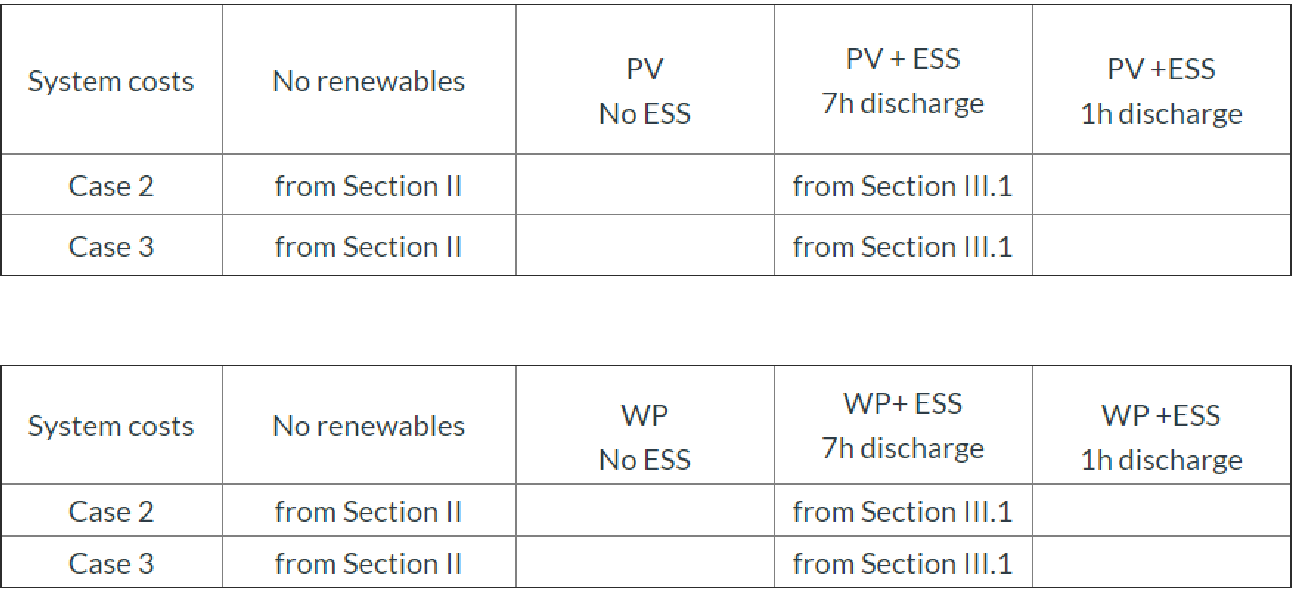 System costs
No renewables
PV
No ESS
PV + ESS
7h discharge
PV +ESS
1h discharge
Case 2
from Section II
from Section III.1
Case 3
from Section II
from Section III.1
System costs
No renewables
WP
No ESS
WP+ ESS
7h discharge
WP +ESS
1h discharge
Case 2
from Section II
from Section III.1
Case 3
from Section II
from Section III.1